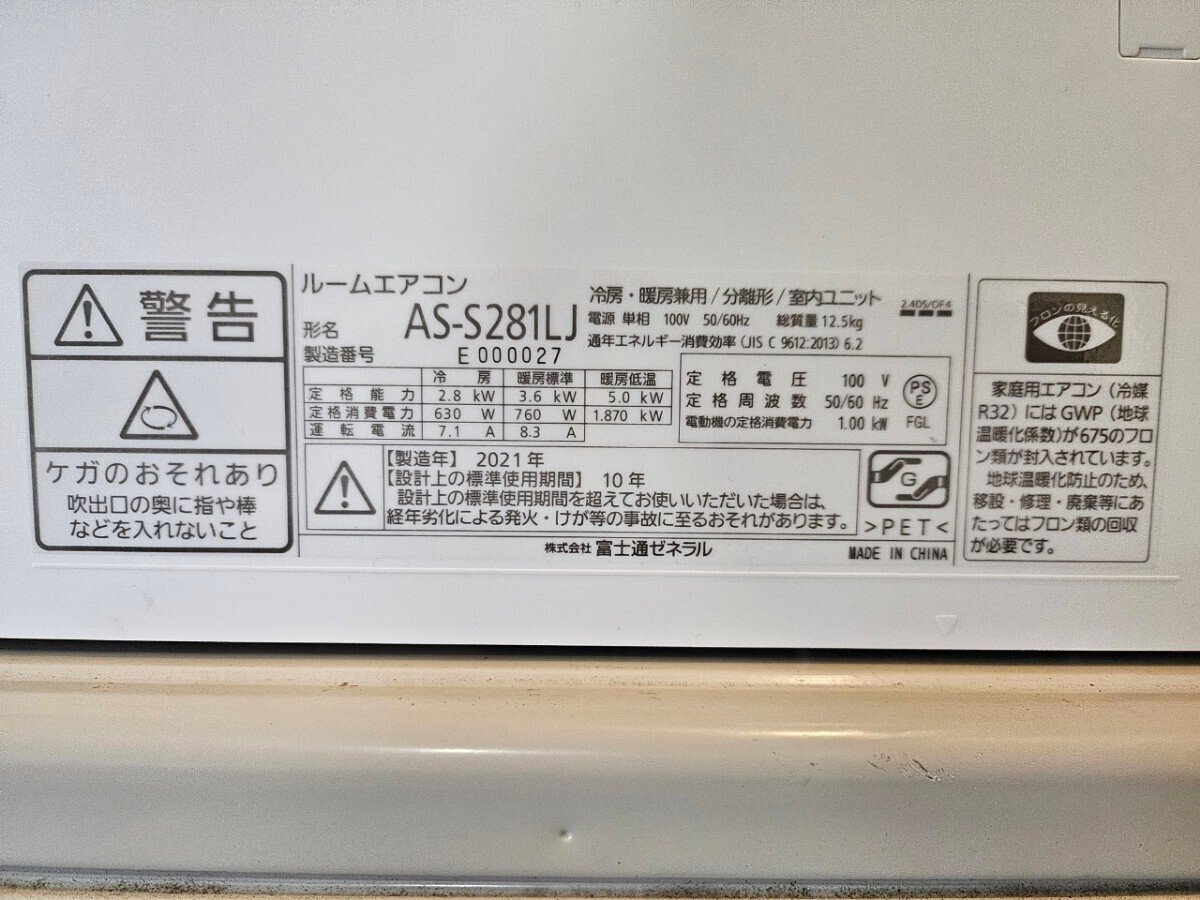 警告
ケガのおそれあり
吹出口の奥に指や棒
などを入れないこと
ルームエアコン
形名 AS-S281LJ
製造番号 E000027
冷房・暖房兼用/分離形/室内ユニット
電源 単相 100V 50/60Hz 総質量 12.5kg
通年エネルギー消費効率 (JIS C 9612:2013) 6.2
2.4DS/OF4
冷房 暖房標準 暖房低温
定格能力 2.8 kW 3.6 kW 5.0 kW
定格消費電力 630 W 760 W 1.870 kW
運転電流 7.1 A 8.3 A
定格電圧 100 V
定格周波数 50/60 Hz
電動機の定格消費電力 1.00 kW
PS
E
FGL
【製造年】 2021年
【設計上の標準使用期間】 10年
設計上の標準使用期間を超えてお使いいただいた場合は、
経年劣化による発火・けが等の事故に至るおそれがあります。
G
>PET<
株式会社 富士通ゼネラル
MADE IN CHINA
フロンの見える化
家庭用エアコン (冷媒
R32) にはGWP (地球
温暖化係数) が675のフロ
ン類が封入されています。
地球温暖化防止のため、
移設・修理・廃棄等にあ
たってはフロン類の回収
が必要です。